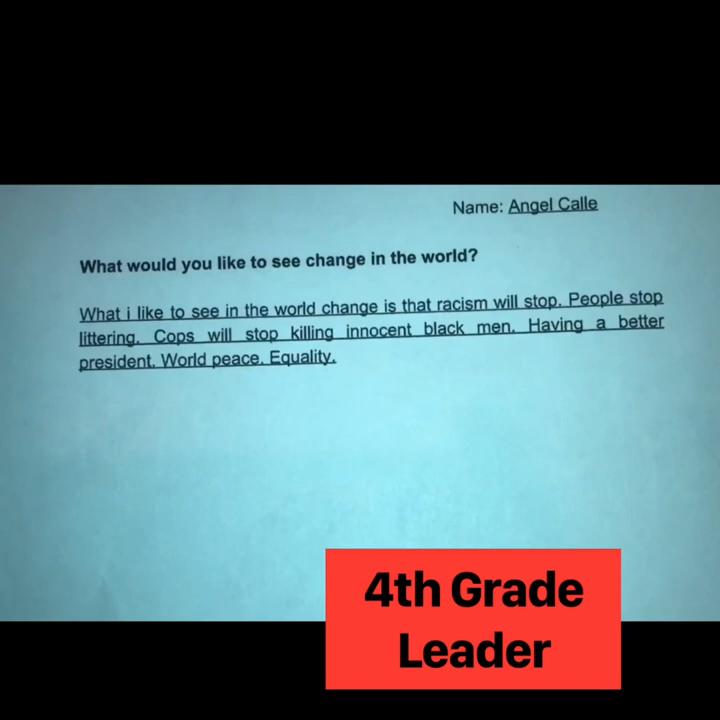 Name: Angel Calle
What would you like to see change in the world?
What i like to see in the world change is that racism will stop. People stop
littering. Cops will stop killing innocent black men. Having a better
president. World peace. Equality.
4th Grade
Leader